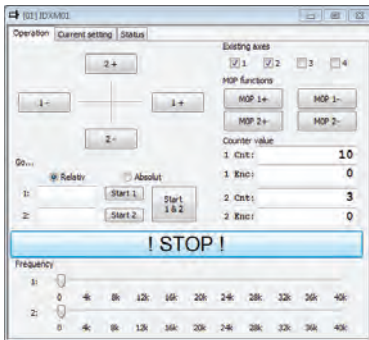 [01] IDXM01
Operation Current setting Status
2+
1- 1+
2-
Existing axes
1 2 3 4
MOP functions
MOP 1+ MOP 1-
MOP 2+ MOP 2-
Counter value
1 Cnt: 10
1 Enc: 0
2 Cnt: 3
2 Enc: 0
Go...
Relativ Absolut
1: Start 1
2: Start 2
Start
1 & 2
! STOP !
Frequency
1:
0 4k 8k 12k 16k 20k 24k 28k 32k 36k 40k
2:
0 4k 8k 12k 16k 20k 24k 28k 32k 36k 40k